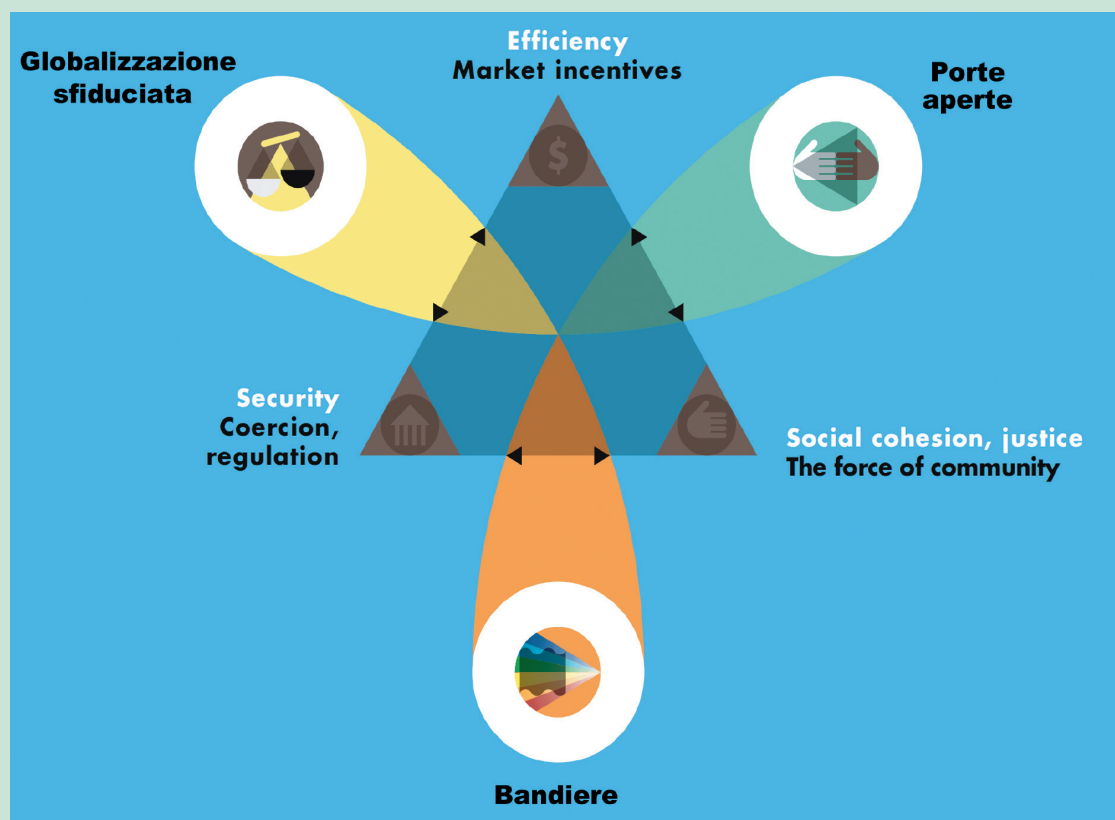 Globalizzazione
sfiduciata
Efficiency
Market incentives
Porte
aperte
$
Security
Coercion,
regulation
Social cohesion, justice
The force of community
Bandiere